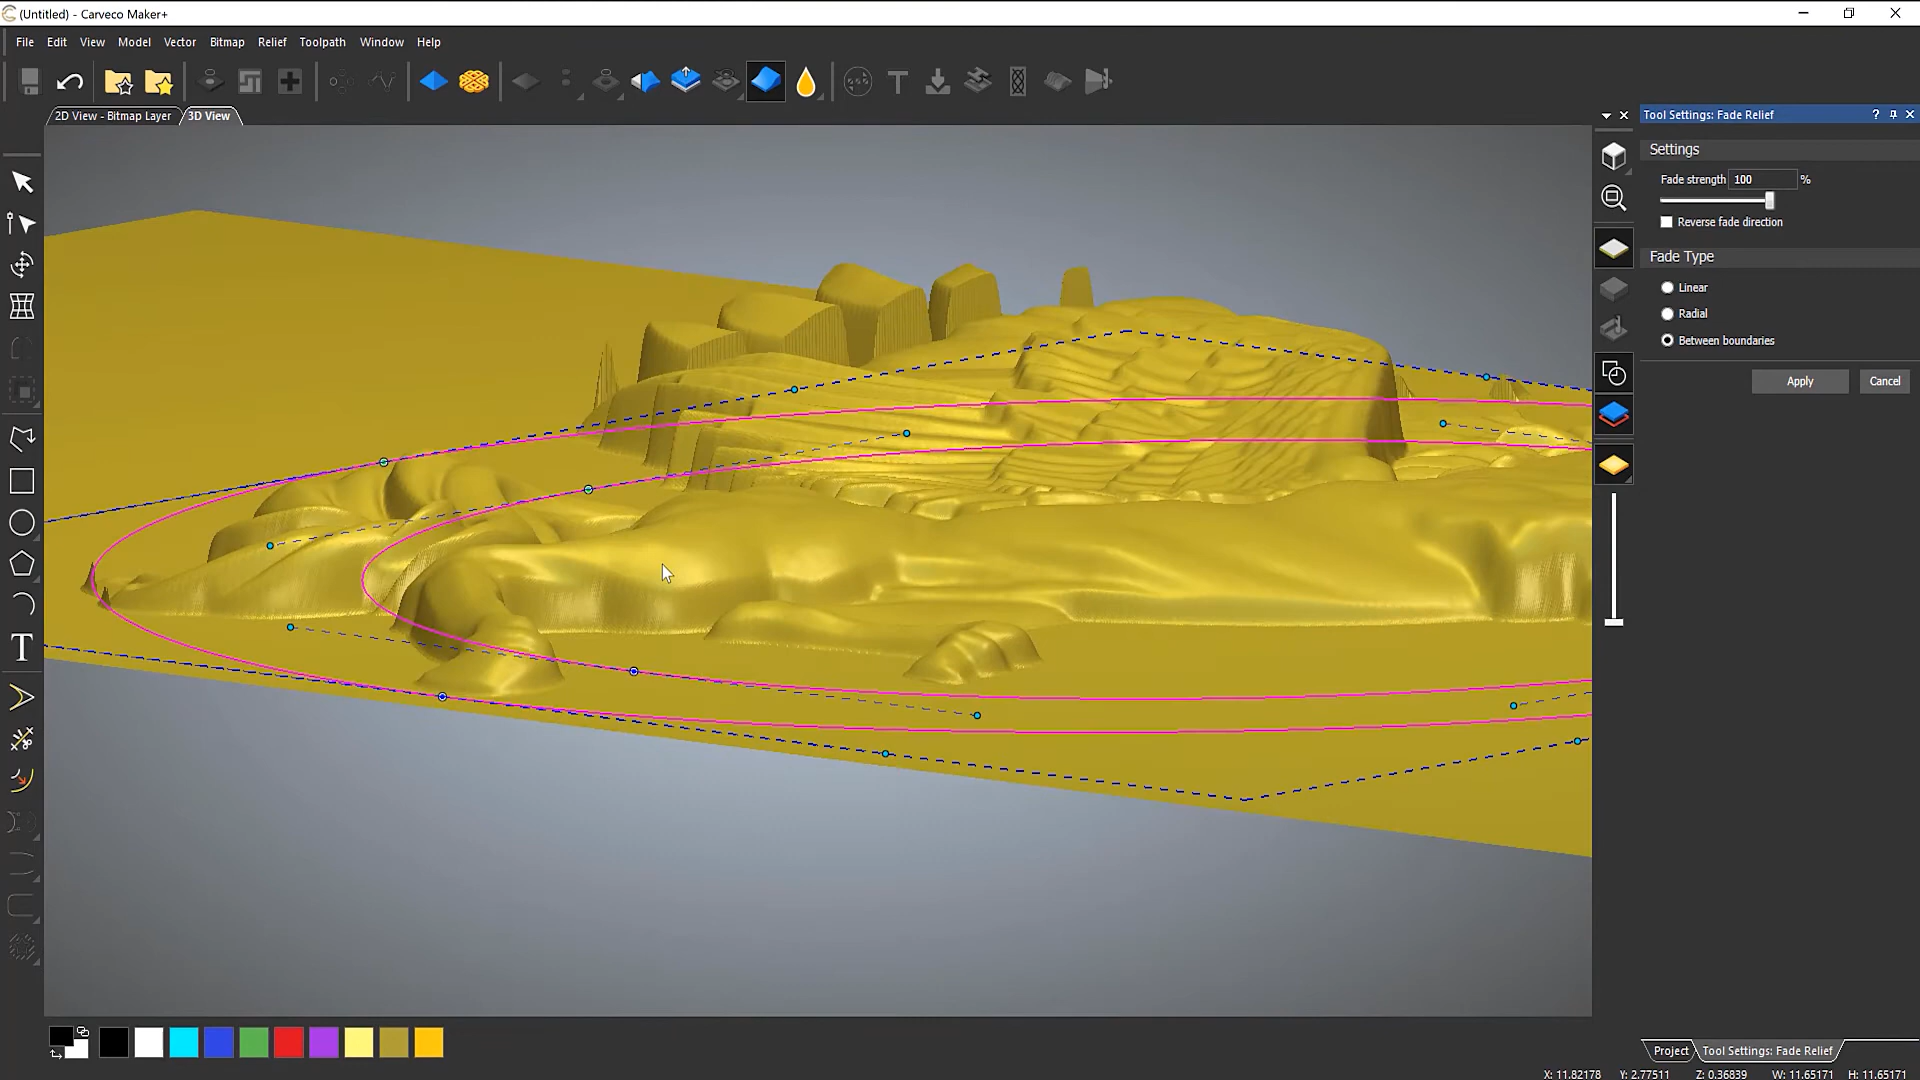 (Untitled) - Carveco Maker+
File Edit View Model Vector Bitmap Relief Toolpath Window Help
2D View - Bitmap Layer 3D View
Tool Settings: Fade Relief
Settings
Fade strength 100 %
Reverse fade direction
Fade Type
Linear
Radial
Between boundaries
Apply Cancel
Project Tool Settings: Fade Relief
X: 11.82178 Y: 2.77511 Z: 0.36839 W: 11.65171 H: 11.65171